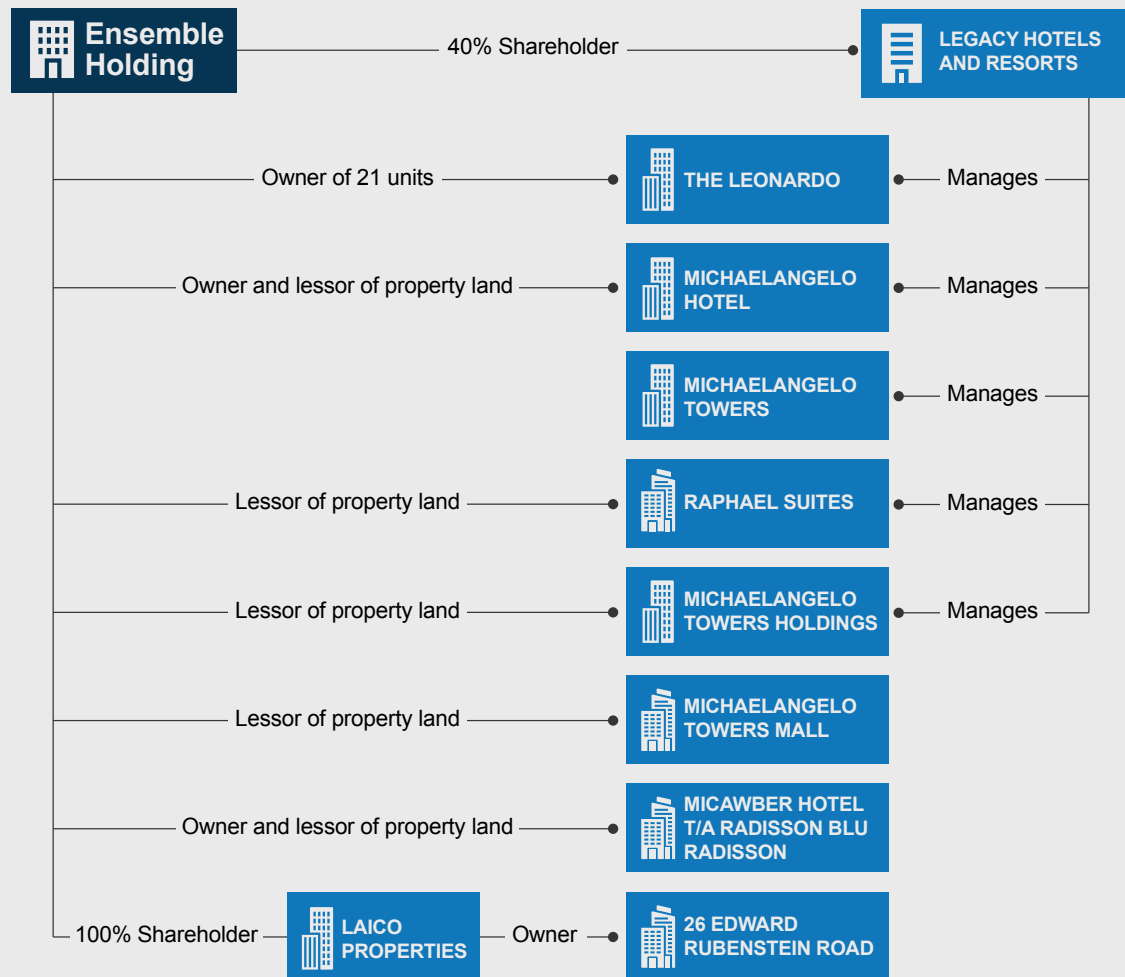 Ensemble
Holding
40% Shareholder
LEGACY HOTELS
AND RESORTS
Owner of 21 units
THE LEONARDO
Manages
Owner and lessor of property land
MICHAELANGELO
HOTEL
Manages
MICHAELANGELO
TOWERS
Manages
Lessor of property land
RAPHAEL SUITES
Manages
Lessor of property land
MICHAELANGELO
TOWERS HOLDINGS
Manages
Lessor of property land
MICHAELANGELO
TOWERS MALL
Owner and lessor of property land
MICAWBER HOTEL
T/A RADISSON BLU
RADISSON
100% Shareholder
LAICO
PROPERTIES
Owner
26 EDWARD
RUBENSTEIN ROAD